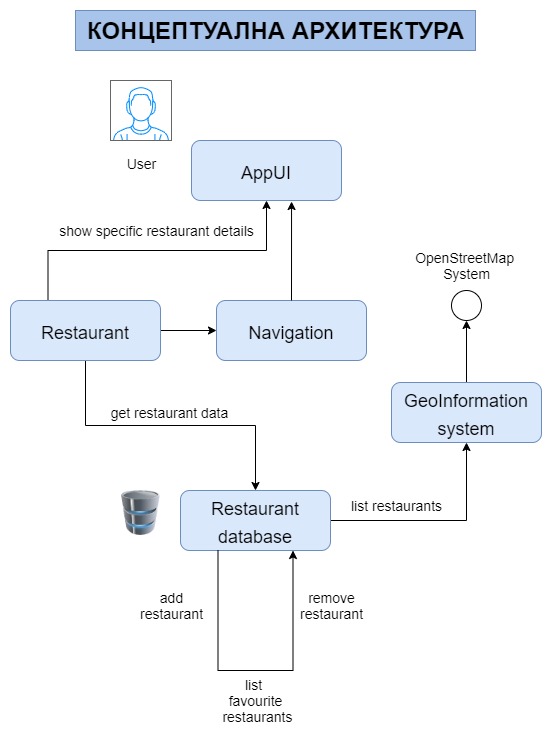 КОНЦЕПТУАЛНА АРХИТЕКТУРА
User
AppUI
show specific restaurant details
OpenStreetMap
System
Restaurant
Navigation
GeoInformation
system
get restaurant data
Restaurant
database
list restaurants
add
restaurant
remove
restaurant
list
favourite
restaurants